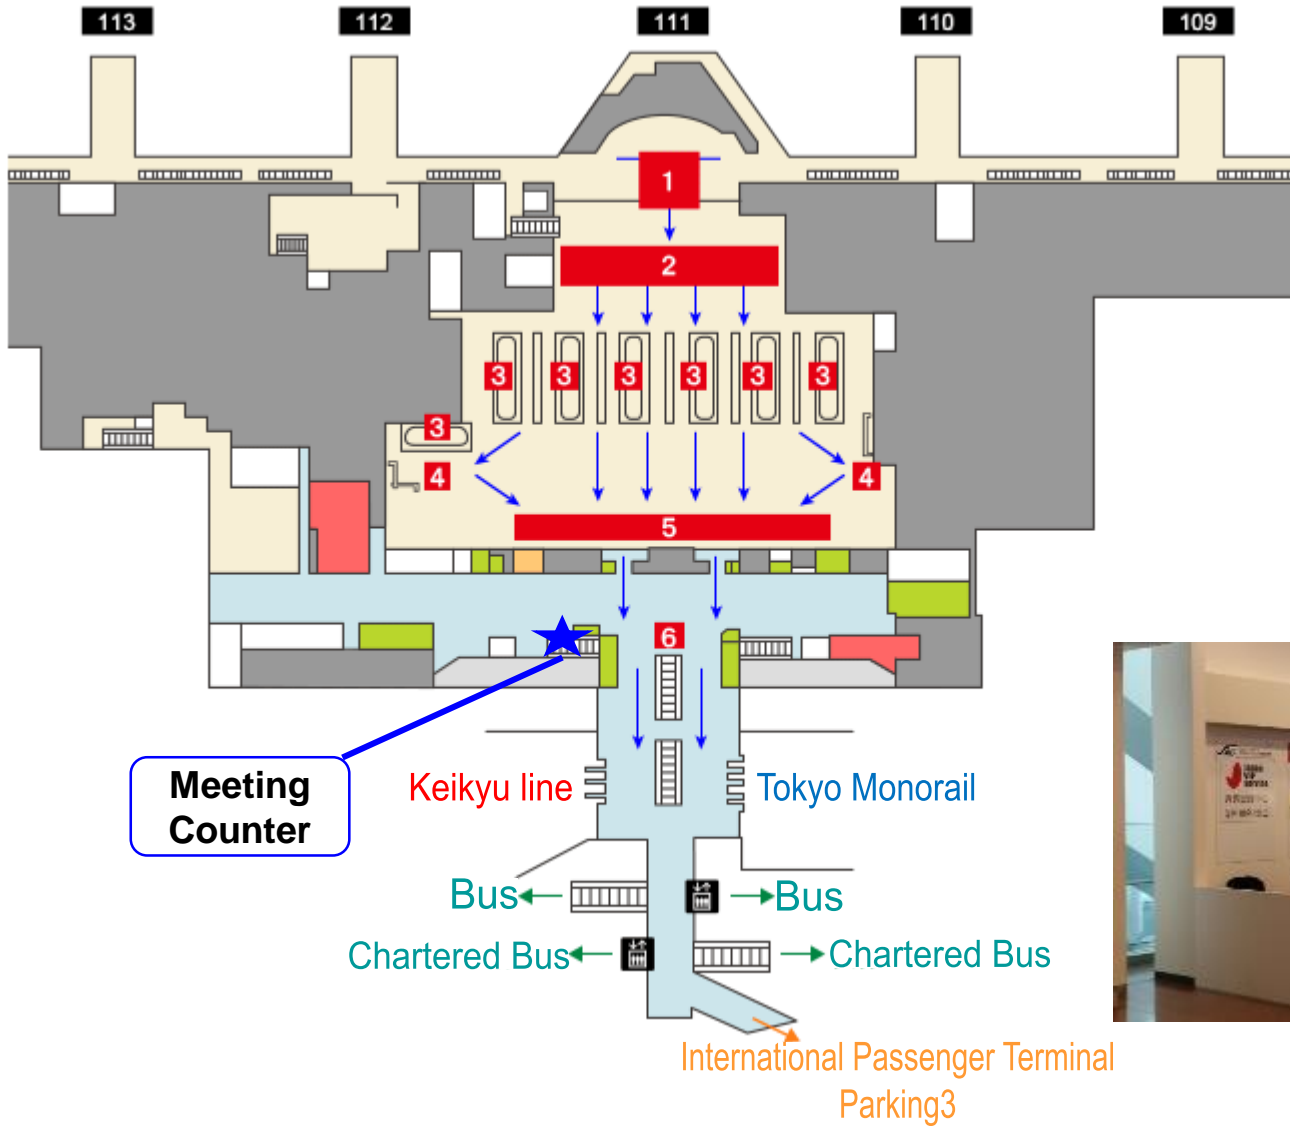 113
112
111
110
109
1
2
3
3
3
3
3
3
3
4
4
5
6
Meeting
Counter
Keikyu line
Tokyo Monorail
Bus
Bus
Chartered Bus
Chartered Bus
International Passenger Terminal
Parking3